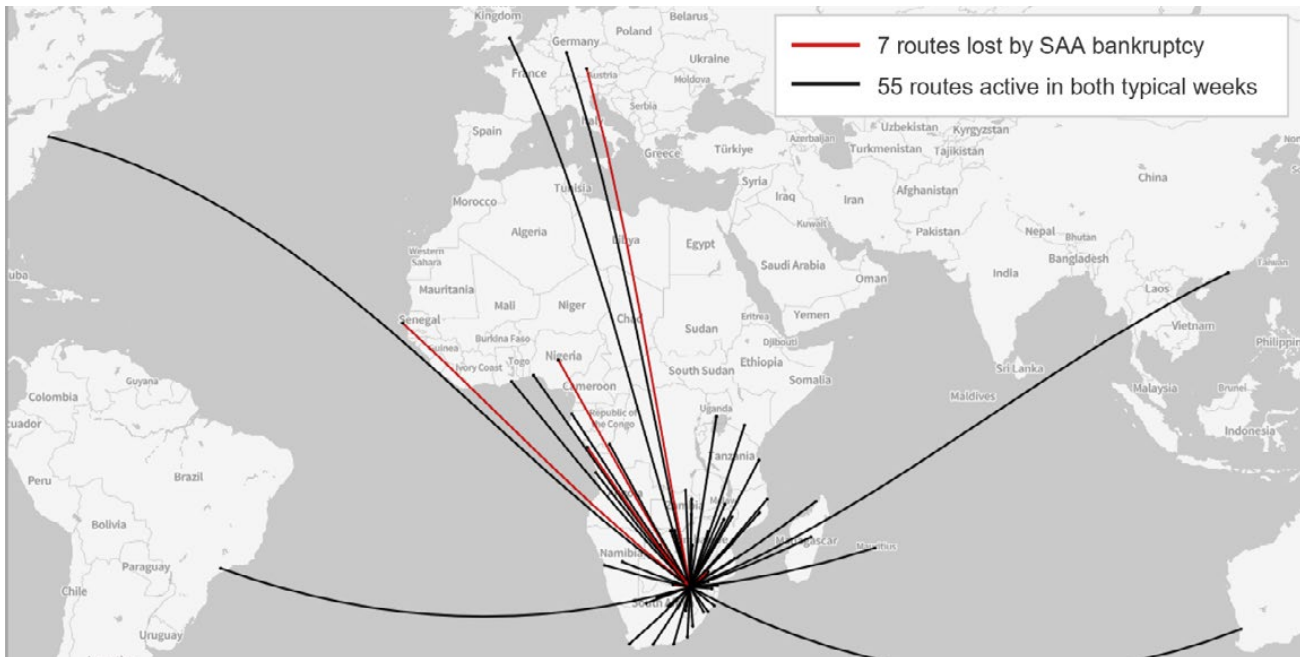 Kingdom
Belarus
Poland
Germany
Ukraine
France
Austria
Moldova
Serbia
Italy
Spain
Greece
Türkiye
Azerbaijan
Uzbekistan
Kyrgyzstan
Turkmenistan
Tajikistan
7 routes lost by SAA bankruptcy
55 routes active in both typical weeks
Tunisia
Syria
Iraq
Iran
Afghanistan
China
Morocco
Algeria
Libya
Egypt
Kuwait
Pakistan
Nepal
Bhutan
Bangladesh
Taiwan
Western
Sahara
Saudi Arabia
Oman
India
Mauritania
Mali
Niger
Chad
Sudan
Eritrea
Yemen
Laos
Vietnam
Senegal
Guinea
Burkina Faso
Ivory Coast
Togo
Nigeria
Djibouti
Ethiopia
South Sudan
Somalia
Sri Lanka
Maldives
Malaysia
Brunei
Indonesia
Cameroon
Republic of
the Congo
Uganda
Tanzania
Guyana
Colombia
Peru
Brazil
Bolivia
Paraguay
Chile
Uruguay
Angola
Zambia
Namibia
Madagascar
Mauritius